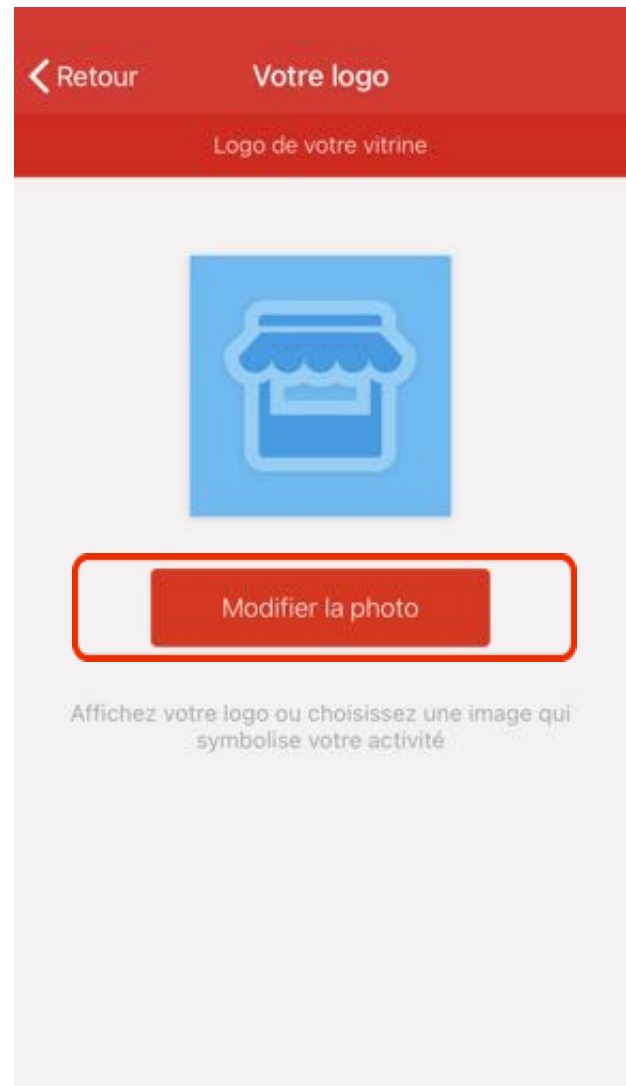 Retour
Votre logo
Logo de votre vitrine
Modifier la photo
Affichez votre logo ou choisissez une image qui
symbolise votre activité